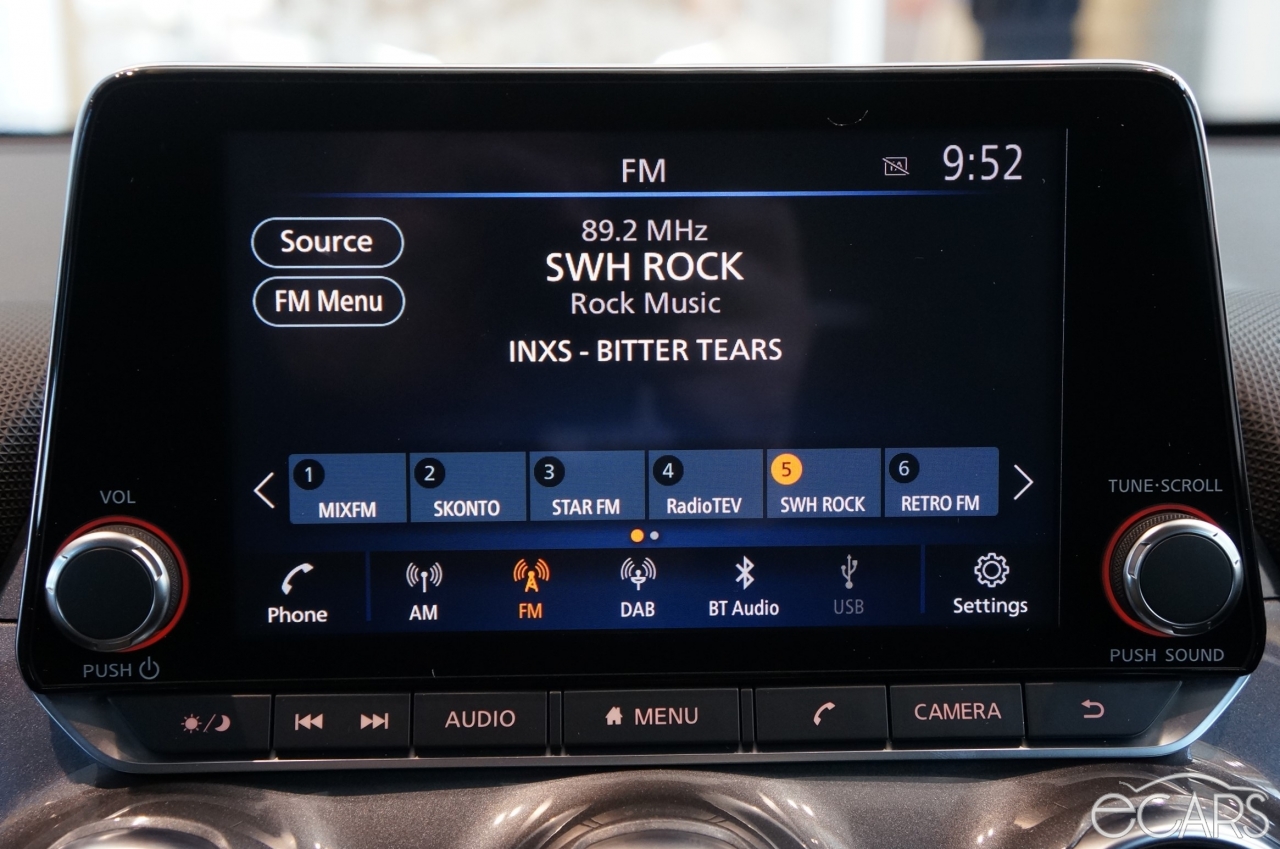 FM
TA
9:52
Source
FM Menu
89.2 MHz
SWH ROCK
Rock Music
INXS - BITTER TEARS
1
MIXFM
2
SKONTO
3
STAR FM
4
RadioTEV
5
SWH ROCK
6
RETRO FM
VOL
TUNE·SCROLL
Phone
AM
FM
DAB
BT Audio
USB
Settings
PUSH
PUSH SOUND
AUDIO
MENU
CAMERA
eCARS